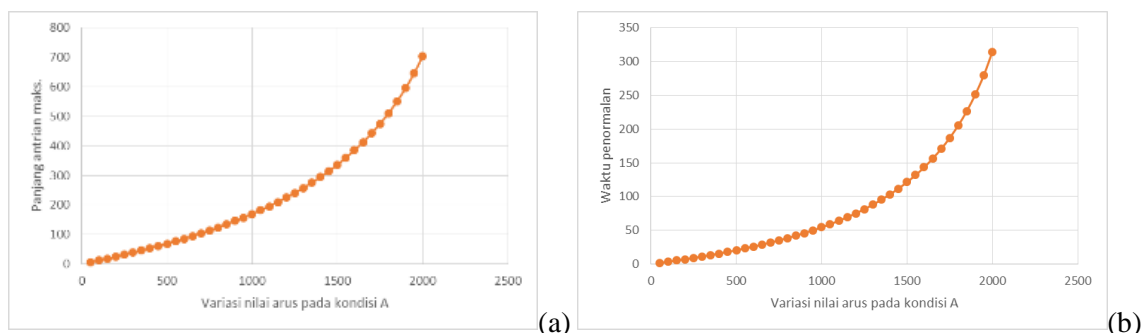 Panjang antrian maks.
800
700
600
500
400
300
200
100
0
0 500 1000 1500 2000 2500
Variasi nilai arus pada kondisi A
(a)
Waktu penormalan
350
300
250
200
150
100
50
0
0 500 1000 1500 2000 2500
Variasi nilai arus pada kondisi A
(b)